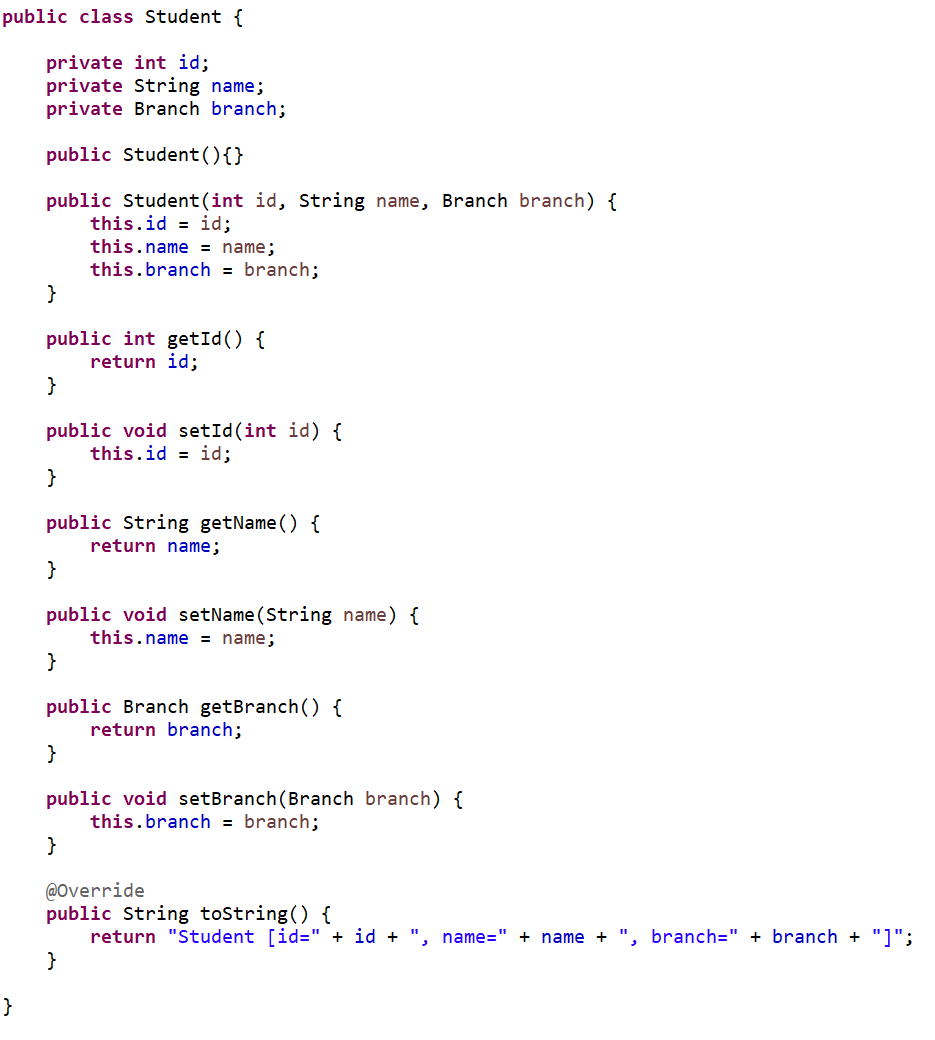 public class Student {
    private int id;
    private String name;
    private Branch branch;
    public Student(){}
    public Student(int id, String name, Branch branch) {
        this.id = id;
        this.name = name;
        this.branch = branch;
    }
    public int getId() {
        return id;
    }
    public void setId(int id) {
        this.id = id;
    }
    public String getName() {
        return name;
    }
    public void setName(String name) {
        this.name = name;
    }
    public Branch getBranch() {
        return branch;
    }
    public void setBranch(Branch branch) {
        this.branch = branch;
    }
    @Override
    public String toString() {
        return "Student [id=" + id + ", name=" + name + ", branch=" + branch + "]";
    }
}